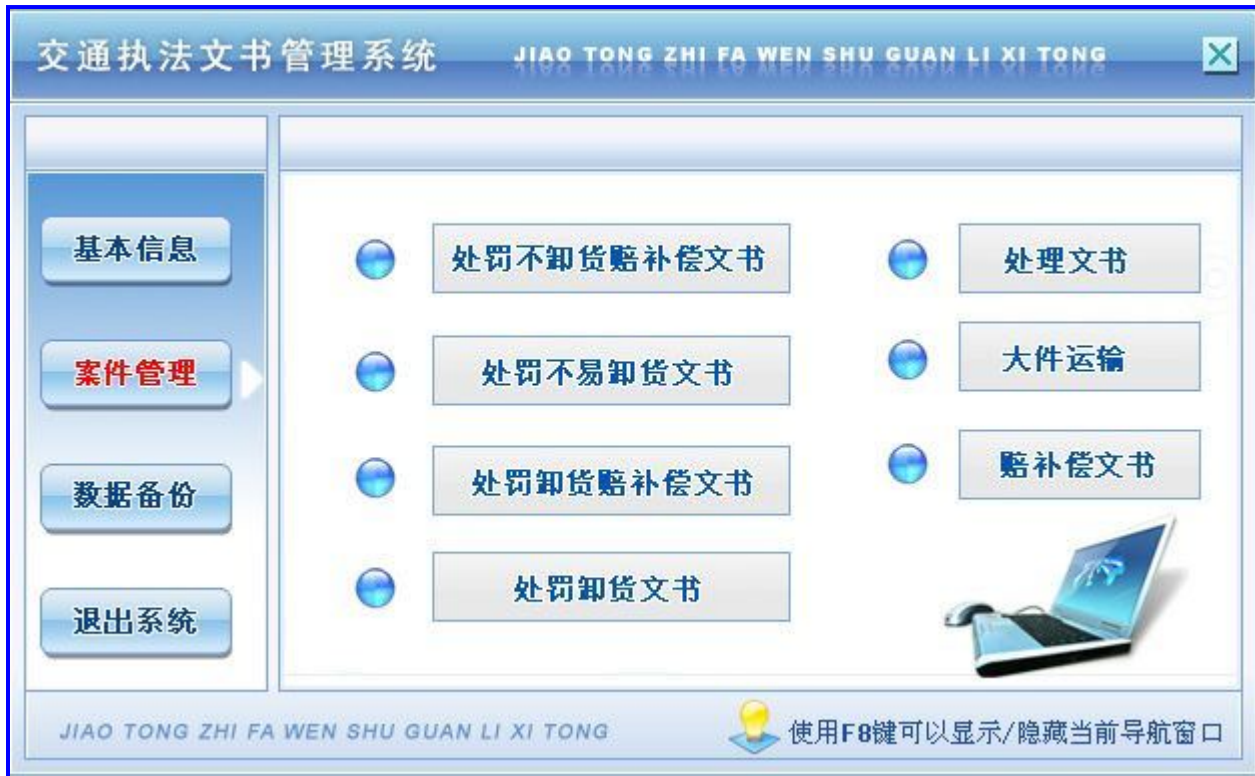 交通执法文书管理系统
JIAO TONG ZHI FA WEN SHU GUAN LI XI TONG
基本信息
案件管理
数据备份
退出系统
处罚不卸货赔补偿文书
处罚不易卸货文书
处罚卸货赔补偿文书
处罚卸货文书
处理文书
大件运输
赔补偿文书
JIAO TONG ZHI FA WEN SHU GUAN LI XI TONG
使用F8键可以显示/隐藏当前导航窗口